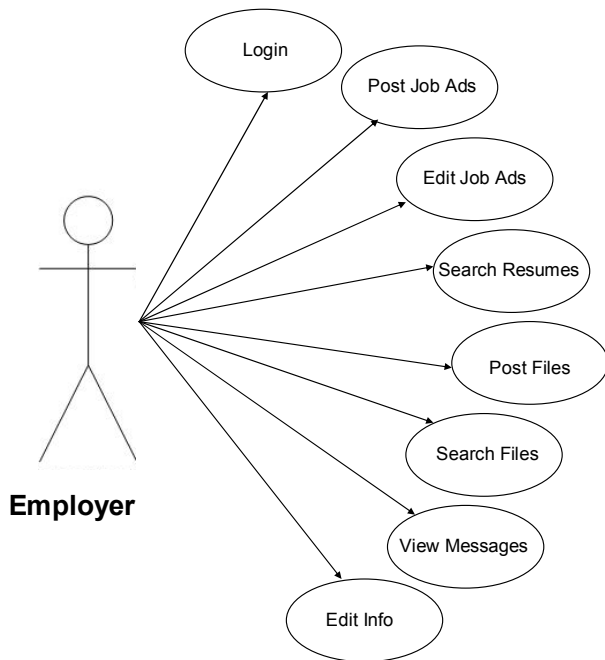 Login
Post Job Ads
Edit Job Ads
Search Resumes
Post Files
Search Files
Employer
View Messages
Edit Info